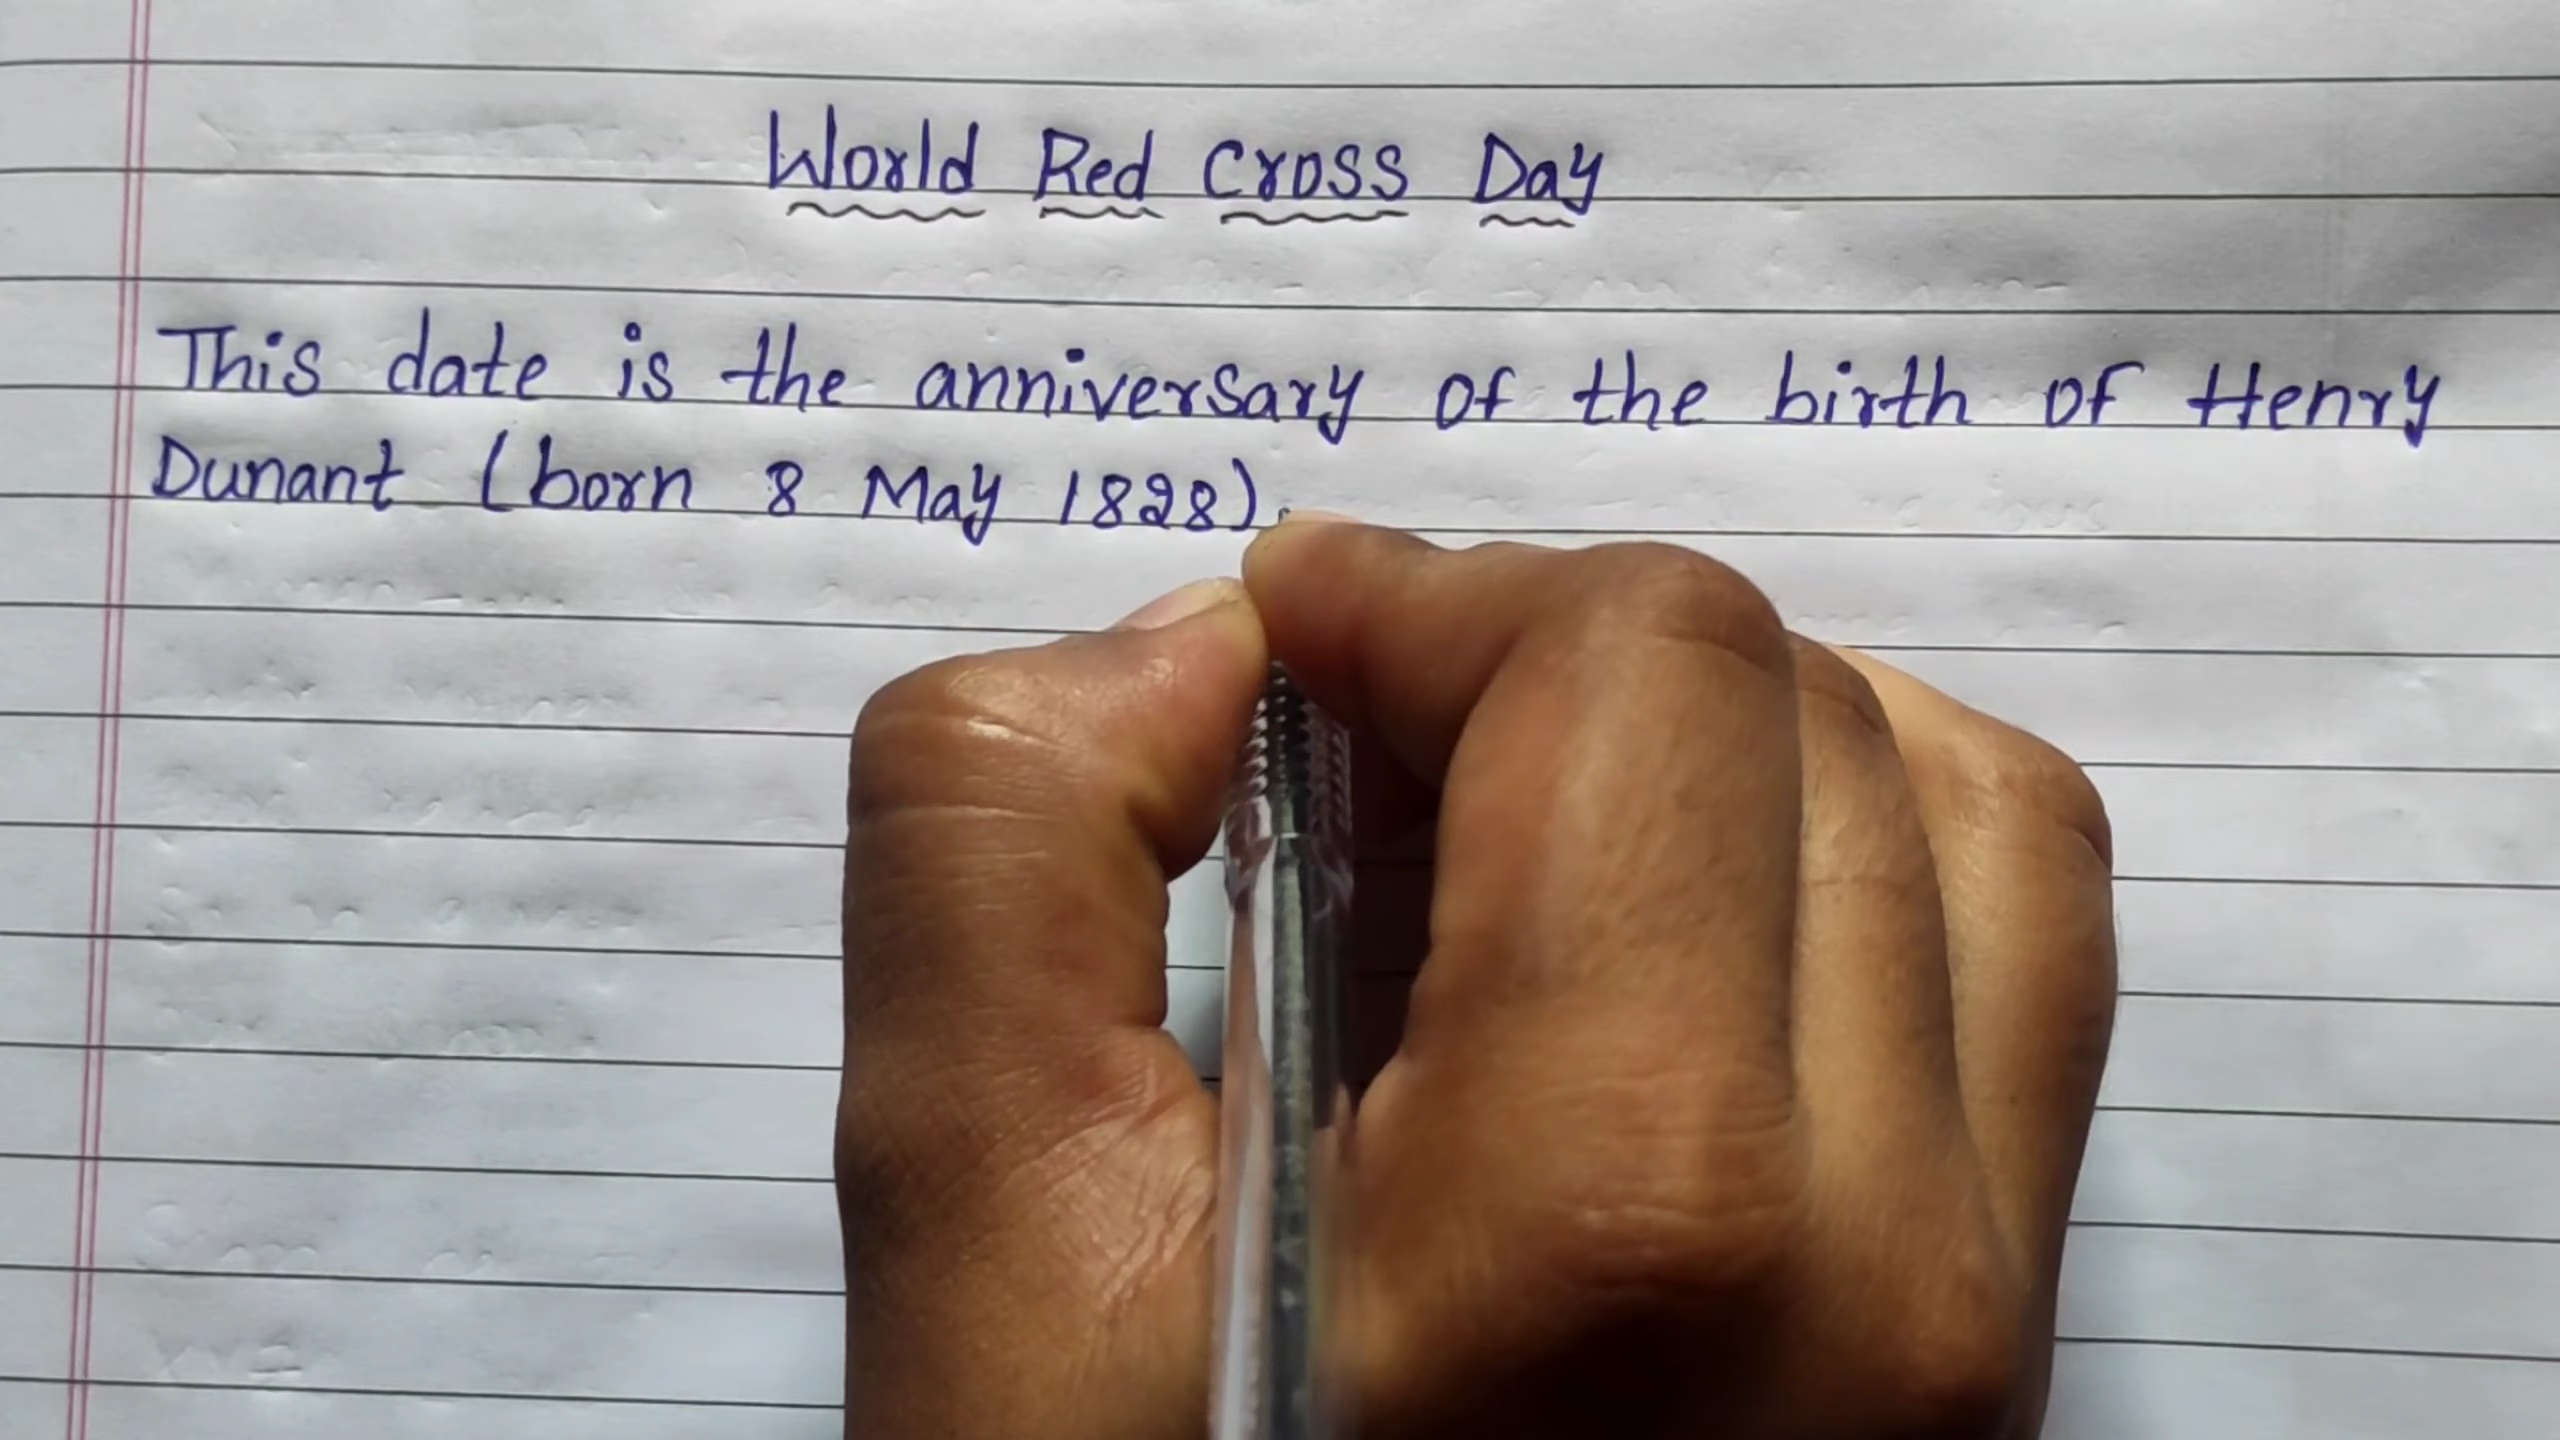 World Red Cross Day
This date is the anniversary of the birth of Henry
Dunant (born 8 May 1828).